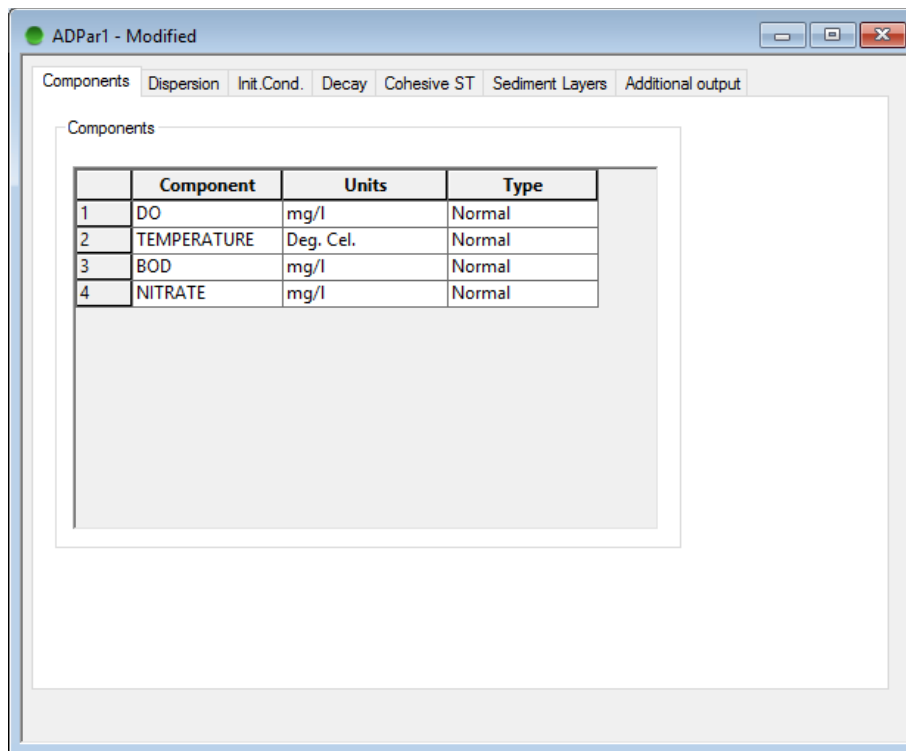 ADPar1 - Modified
Components Dispersion Init.Cond. Decay Cohesive ST Sediment Layers Additional output
Components
Component Units Type
1 DO mg/l Normal
2 TEMPERATURE Deg. Cel. Normal
3 BOD mg/l Normal
4 NITRATE mg/l Normal